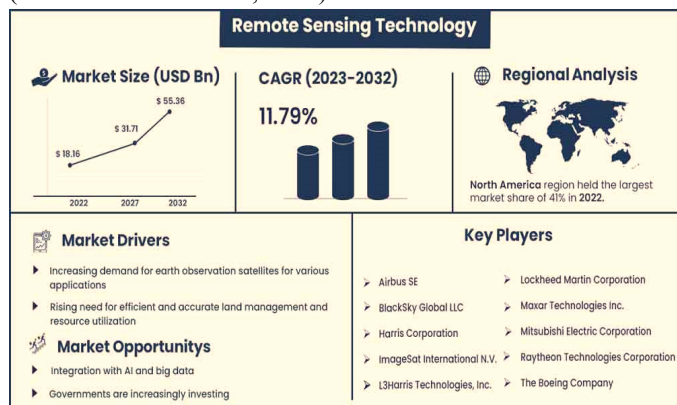 Remote Sensing Technology
Market Size (USD Bn)
$ 55.36
$ 31.71
$ 18.16
2022 2027 2032
CAGR (2023-2032)
11.79%
Regional Analysis
North America region held the largest
market share of 41% in 2022.
Market Drivers
Increasing demand for earth observation satellites for various
applications
Rising need for efficient and accurate land management and
resource utilization
Market Opportunitys
Integration with AI and big data
Governments are increasingly investing
Key Players
Airbus SE
BlackSky Global LLC
Harris Corporation
ImageSat International N.V.
L3Harris Technologies, Inc.
Lockheed Martin Corporation
Maxar Technologies Inc.
Mitsubishi Electric Corporation
Raytheon Technologies Corporation
The Boeing Company